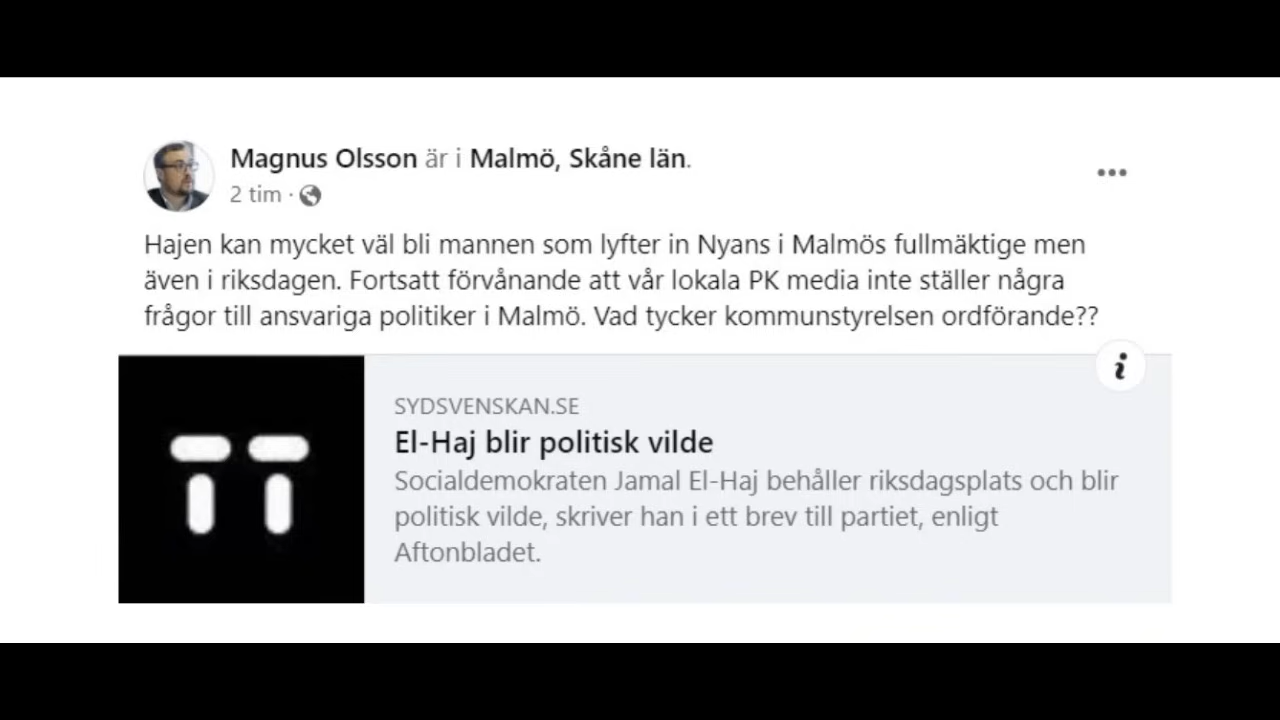 Magnus Olsson är i Malmö, Skåne län.
2 tim ·
Hajen kan mycket väl bli mannen som lyfter in Nyans i Malmös fullmäktige men
även i riksdagen. Fortsatt förvånande att vår lokala PK media inte ställer några
frågor till ansvariga politiker i Malmö. Vad tycker kommunstyrelsen ordförande??
SYDSVENSKAN.SE
El-Haj blir politisk vilde
Socialdemokraten Jamal El-Haj behåller riksdagsplats och blir
politisk vilde, skriver han i ett brev till partiet, enligt
Aftonbladet.